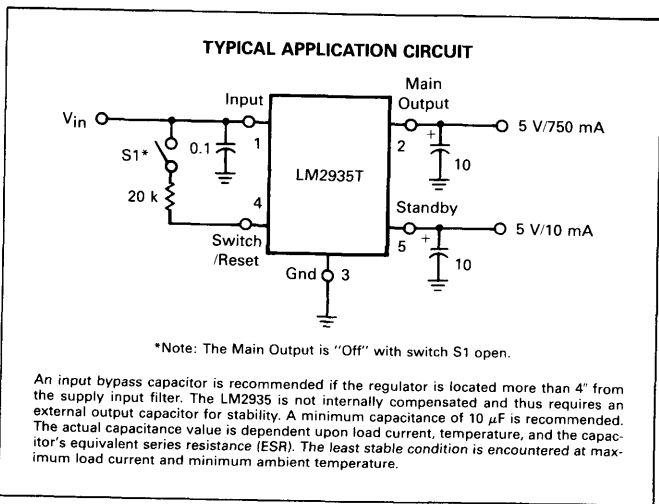 TYPICAL APPLICATION CIRCUIT
Main
Output
Input
Vin
5 V/750 mA
+
S1*
0.1
1
2
10
LM2935T
20 k
4
Standby
5 V/10 mA
Switch
/Reset
5
+
10
Gnd
3
*Note: The Main Output is "Off" with switch S1 open.
An input bypass capacitor is recommended if the regulator is located more than 4" from
the supply input filter. The LM2935 is not internally compensated and thus requires an
external output capacitor for stability. A minimum capacitance of 10 μF is recommended.
The actual capacitance value is dependent upon load current, temperature, and the capac-
itor's equivalent series resistance (ESR). The least stable condition is encountered at max-
imum load current and minimum ambient temperature.